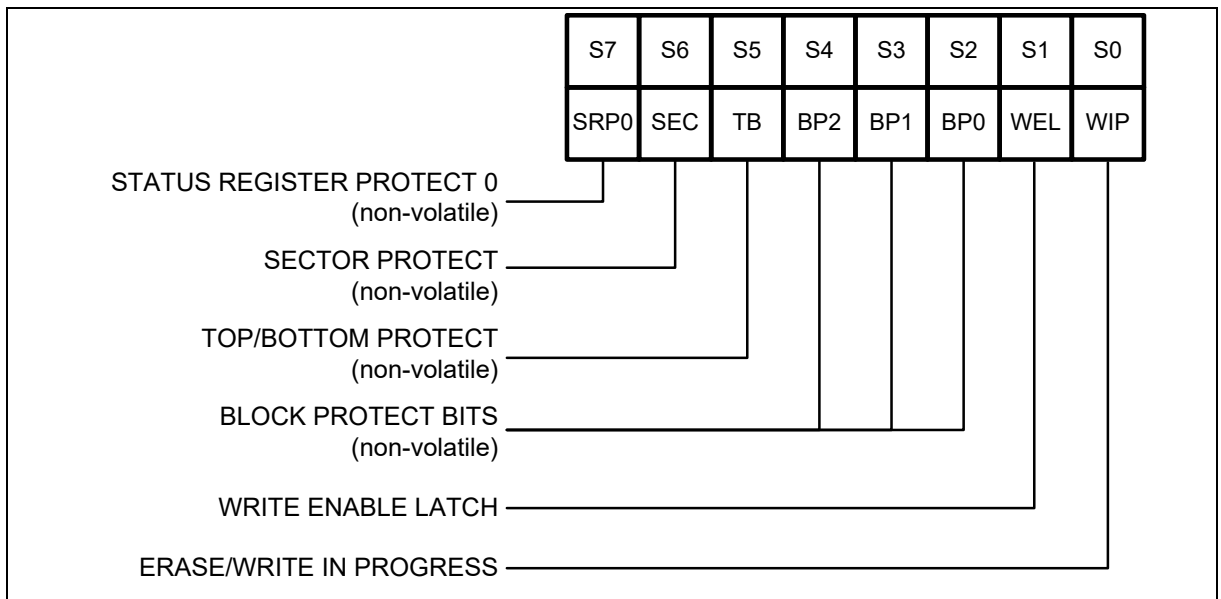 S7 S6 S5 S4 S3 S2 S1 S0
SRP0 SEC TB BP2 BP1 BP0 WEL WIP
STATUS REGISTER PROTECT 0
(non-volatile)
SECTOR PROTECT
(non-volatile)
TOP/BOTTOM PROTECT
(non-volatile)
BLOCK PROTECT BITS
(non-volatile)
WRITE ENABLE LATCH
ERASE/WRITE IN PROGRESS